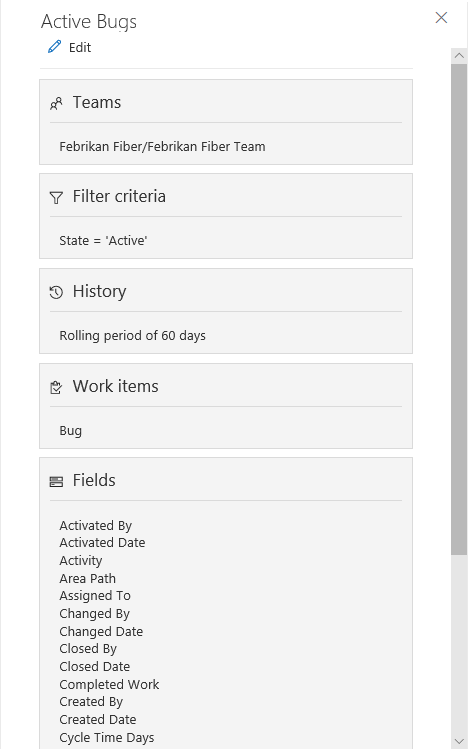 Active Bugs
Edit
Teams
Febrikan Fiber/Febrikan Fiber Team
Filter criteria
State = 'Active'
History
Rolling period of 60 days
Work items
Bug
Fields
Activated By
Activated Date
Activity
Area Path
Assigned To
Changed By
Changed Date
Closed By
Closed Date
Completed Work
Created By
Created Date
Cycle Time Days